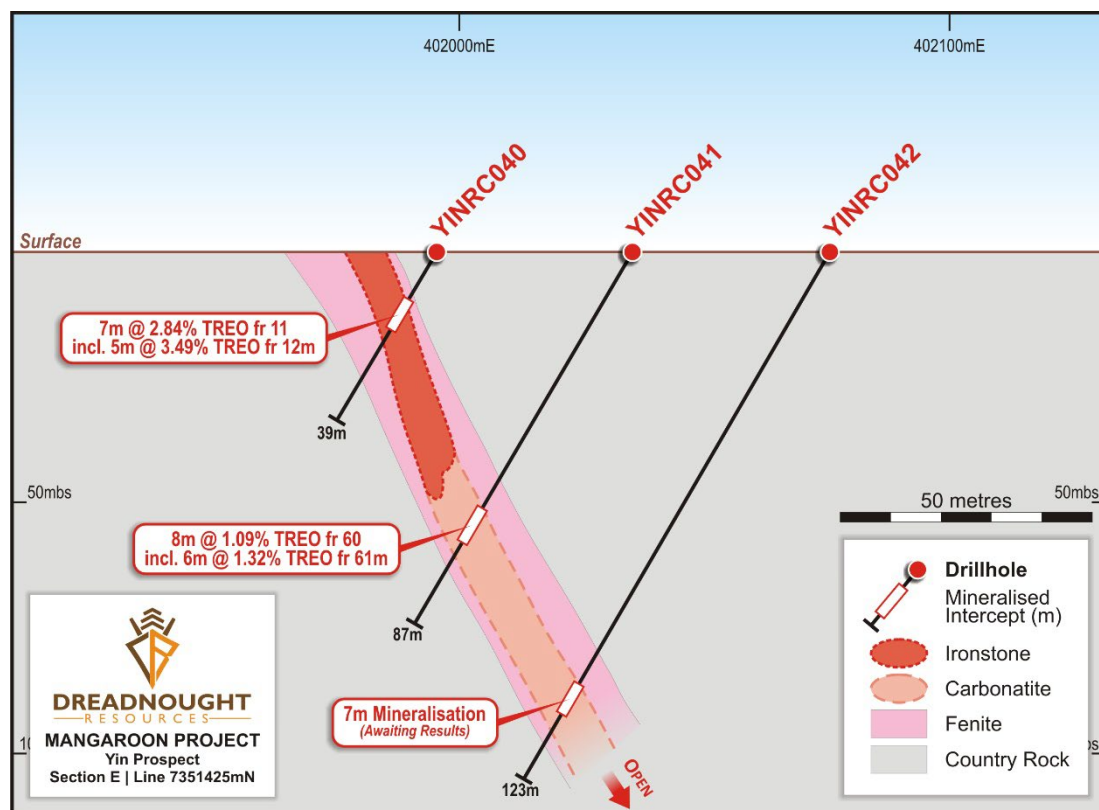 402000mE
402100mE
YINRC040
YINRC041
YINRC042
Surface
7m @ 2.84% TREO fr 11
incl. 5m @ 3.49% TREO fr 12m
39m
50mbs
50 metres
50mbs
8m @ 1.09% TREO fr 60
incl. 6m @ 1.32% TREO fr 61m
87m
Drillhole
Mineralised
Intercept (m)
Ironstone
Carbonatite
Fenite
Country Rock
7m Mineralisation
(Awaiting Results)
OPEN
123m
DREADNOUGHT
RESOURCES
MANGAROON PROJECT
Yin Prospect
Section E | Line 7351425mN